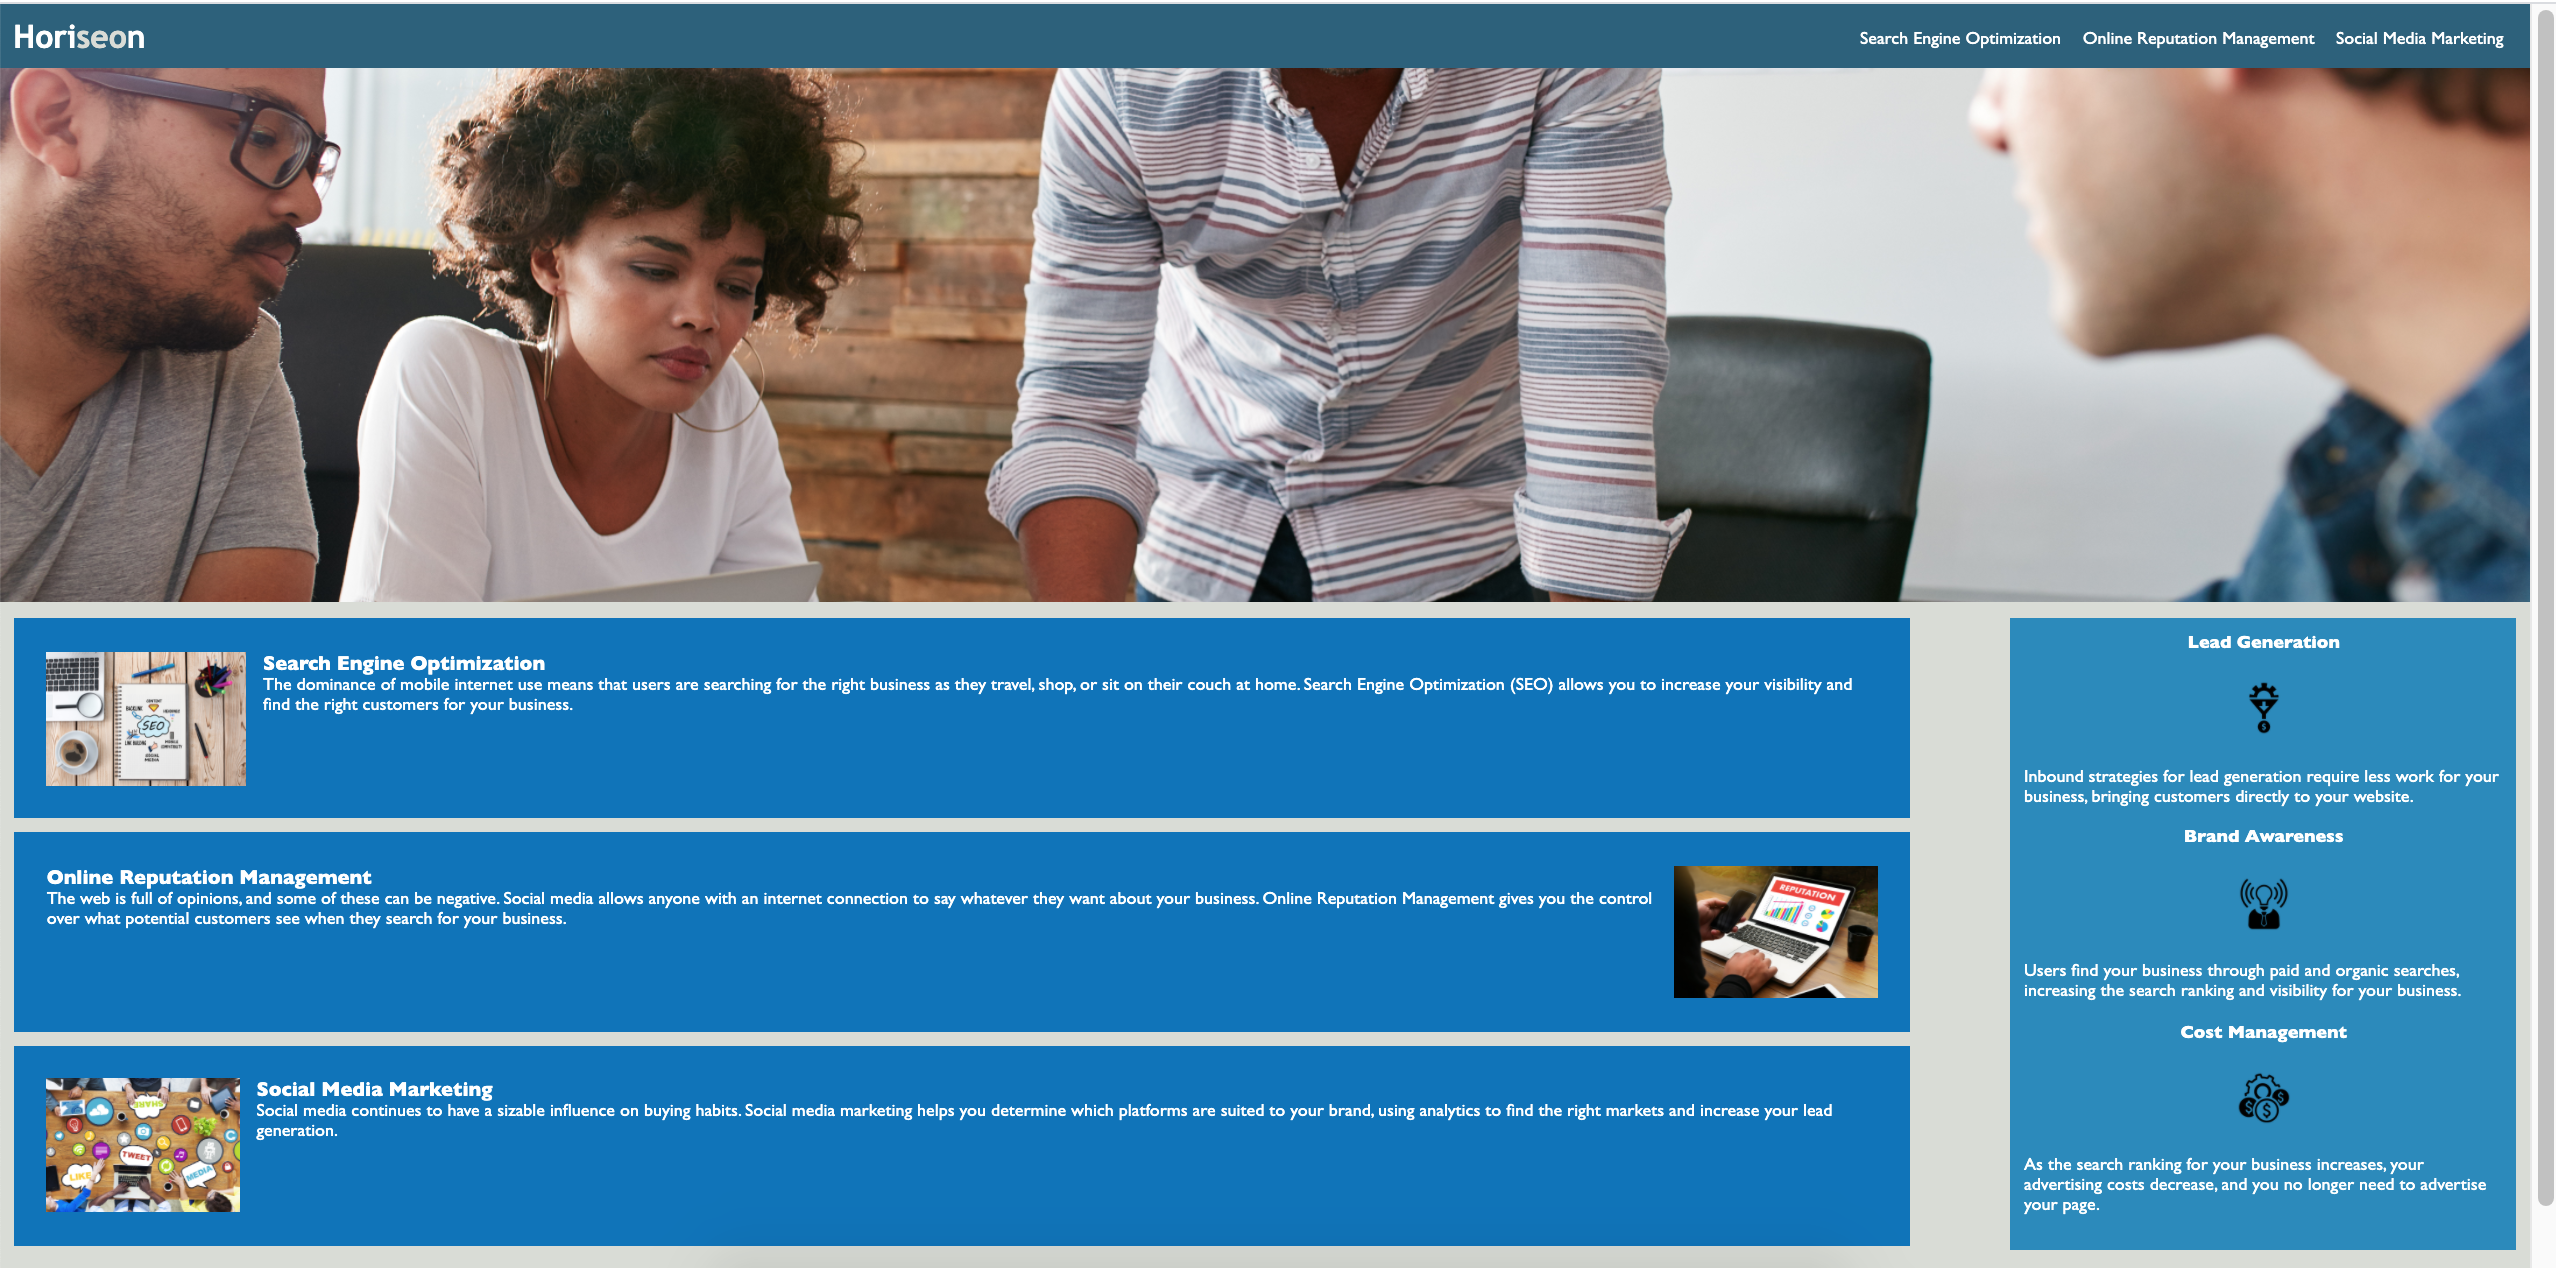 Horiseon
Search Engine Optimization Online Reputation Management Social Media Marketing
Search Engine Optimization
The dominance of mobile internet use means that users are searching for the right business as they travel, shop, or sit on their couch at home. Search Engine Optimization (SEO) allows you to increase your visibility and
find the right customers for your business.
SEO
Online Reputation Management
The web is full of opinions, and some of these can be negative. Social media allows anyone with an internet connection to say whatever they want about your business. Online Reputation Management gives you the control
over what potential customers see when they search for your business.
REPUTATION
Social Media Marketing
Social media continues to have a sizable influence on buying habits. Social media marketing helps you determine which platforms are suited to your brand, using analytics to find the right markets and increase your lead
generation.
SHARE
TWEET
LIKE
MEDIA
Lead Generation
Inbound strategies for lead generation require less work for your
business, bringing customers directly to your website.
Brand Awareness
Users find your business through paid and organic searches,
increasing the search ranking and visibility for your business.
Cost Management
As the search ranking for your business increases, your
advertising costs decrease, and you no longer need to advertise
your page.